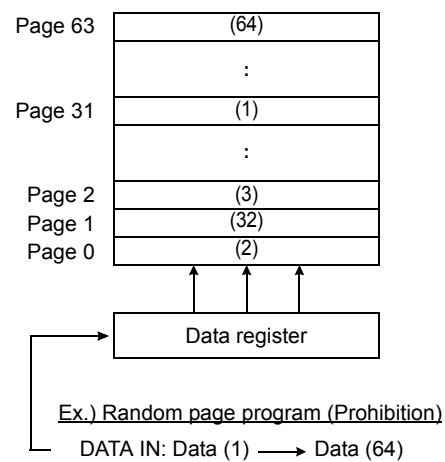 Page 63 (64)
:
Page 31 (1)
:
Page 2 (3)
Page 1 (32)
Page 0 (2)
Data register
Ex.) Random page program (Prohibition)
DATA IN: Data (1) → Data (64)